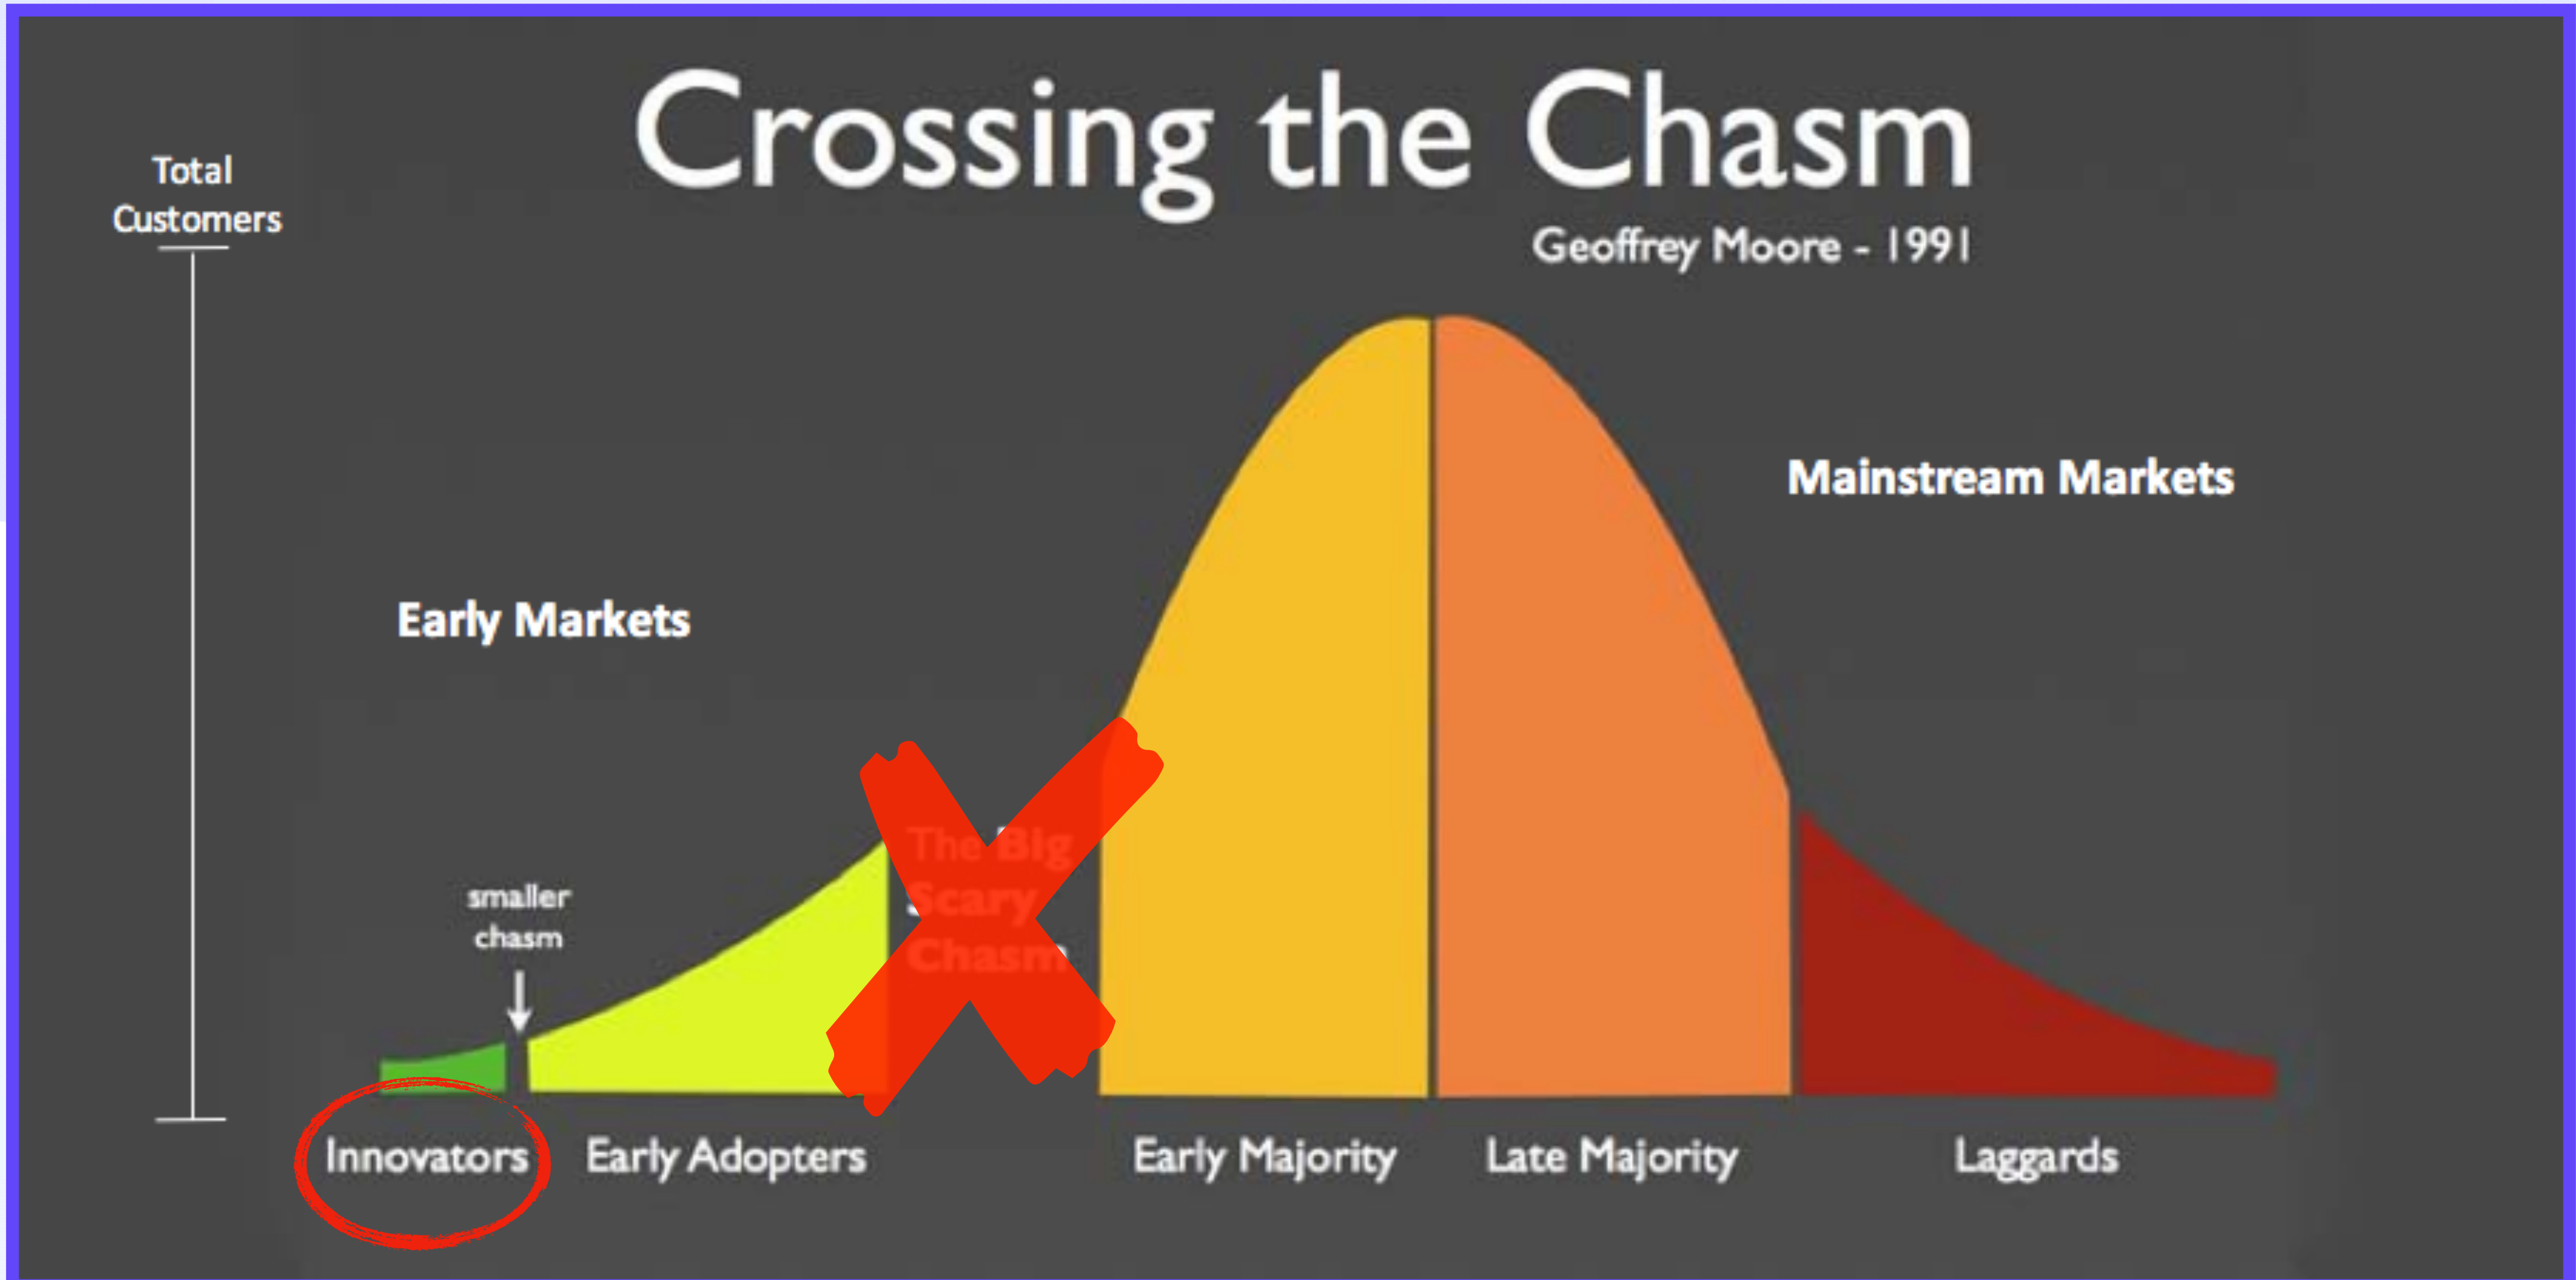 Crossing the Chasm
Geoffrey Moore - 1991
Total
Customers
Mainstream Markets
Early Markets
The Big
Scary
Chasm
smaller
chasm
Innovators
Early Adopters
Early Majority
Late Majority
Laggards